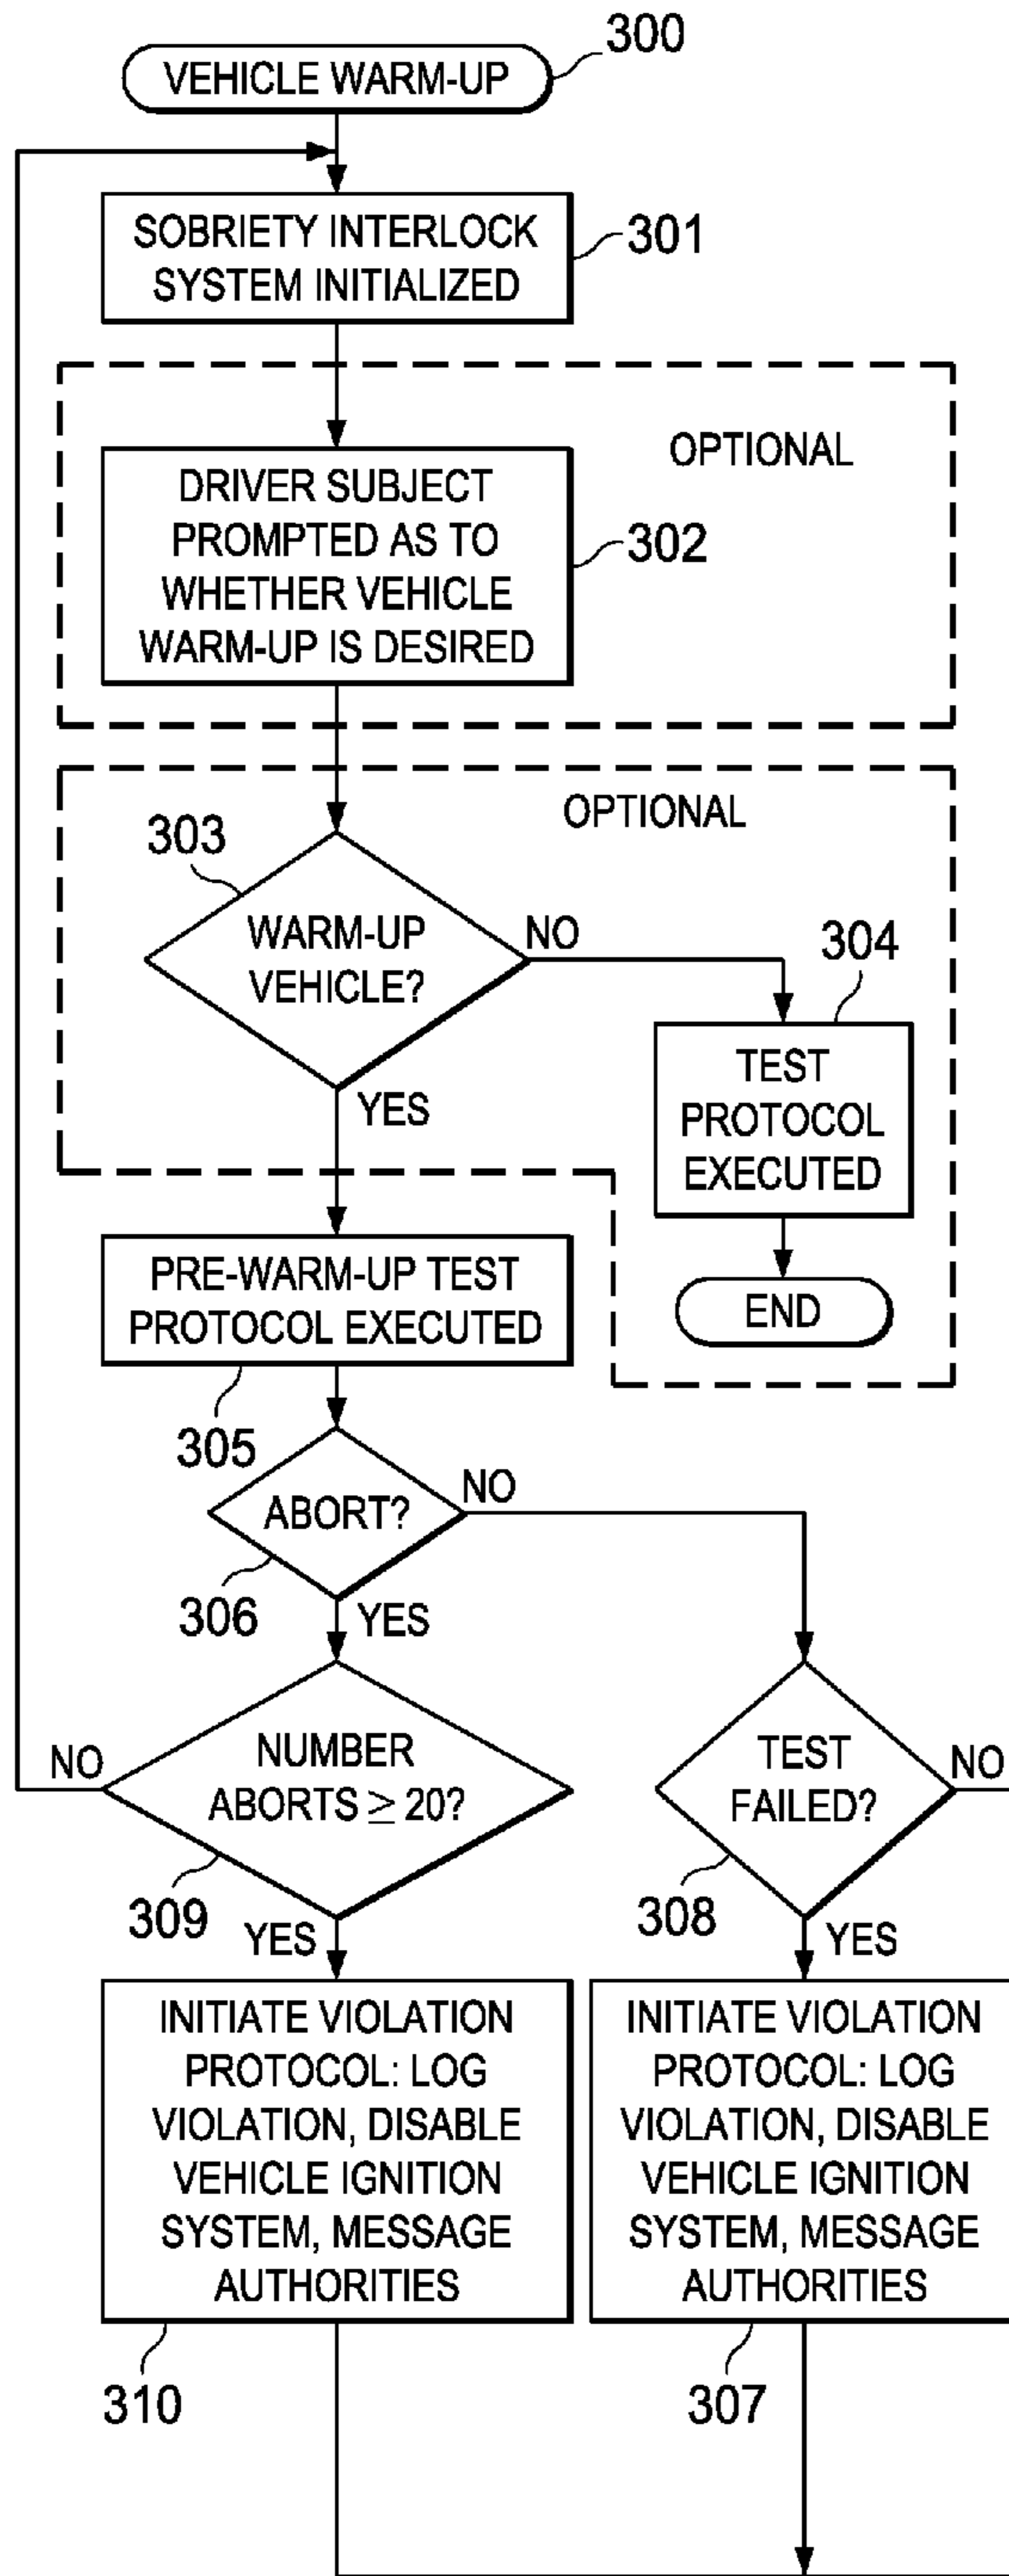 300
VEHICLE WARM-UP
SOBRIETY INTERLOCK
SYSTEM INITIALIZED
301
OPTIONAL
DRIVER SUBJECT
PROMPTED AS TO
WHETHER VEHICLE
WARM-UP IS DESIRED
302
OPTIONAL
303
WARM-UP
VEHICLE?
NO
YES
304
TEST
PROTOCOL
EXECUTED
END
PRE-WARM-UP TEST
PROTOCOL EXECUTED
305
ABORT?
NO
306
YES
NUMBER
ABORTS ≥ 20?
NO
309
YES
TEST
FAILED?
NO
308
YES
INITIATE VIOLATION
PROTOCOL: LOG
VIOLATION, DISABLE
VEHICLE IGNITION
SYSTEM, MESSAGE
AUTHORITIES
310
INITIATE VIOLATION
PROTOCOL: LOG
VIOLATION, DISABLE
VEHICLE IGNITION
SYSTEM, MESSAGE
AUTHORITIES
307